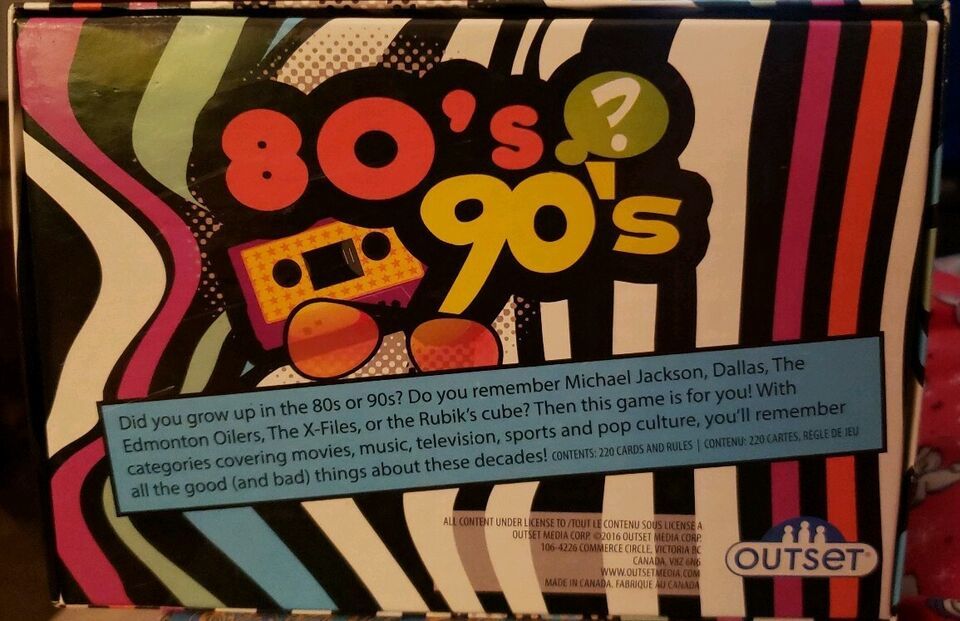 80's ?
90's
Did you grow up in the 80s or 90s? Do you remember Michael Jackson, Dallas, The
Edmonton Oilers, The X-Files, or the Rubik's cube? Then this game is for you! With
categories covering movies, music, television, sports and pop culture, you'll remember
all the good (and bad) things about these decades! CONTENTS: 220 CARDS AND RULES | CONTENU: 220 CARTES, RÈGLE DE JEU
ALL CONTENT UNDER LICENSE TO /TOUT LE CONTENU SOUS LICENSE A
OUTSET MEDIA CORP. ©2016 OUTSET MEDIA CORP.
106-4226 COMMERCE CIRCLE, VICTORIA BC
CANADA, V8Z 6N6
WWW.OUTSETMEDIA.COM
MADE IN CANADA. FABRIQUE AU CANADA
OUTSET